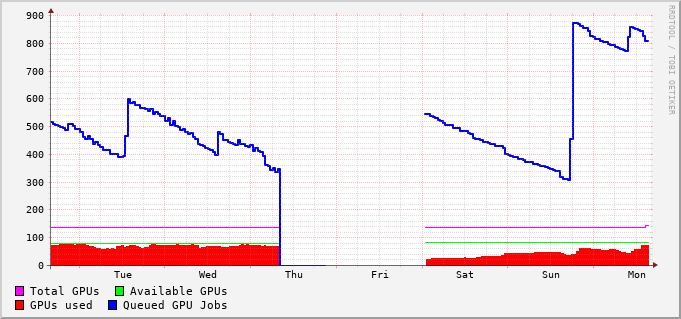 900
800
700
600
500
400
300
200
100
0
Tue Wed Thu Fri Sat Sun Mon
Total GPUs Available GPUs
GPUs used Queued GPU Jobs
RRDTOOL / TOBI OETIKER